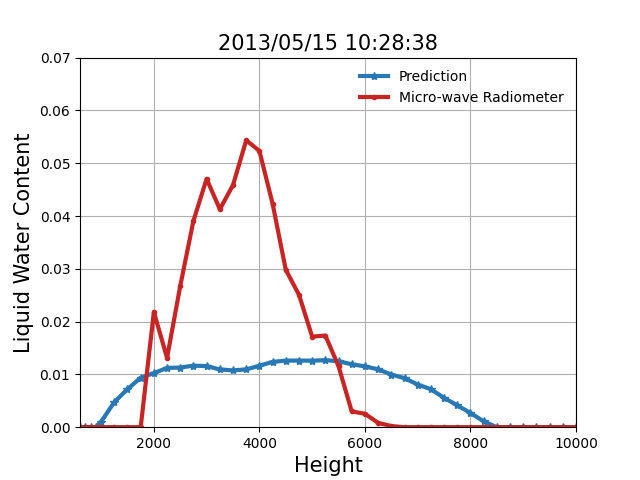 2013/05/15 10:28:38
0.07
0.06
0.05
0.04
0.03
0.02
0.01
0.00
Liquid Water Content
Prediction
Micro-wave Radiometer
2000 4000 6000 8000 10000
Height